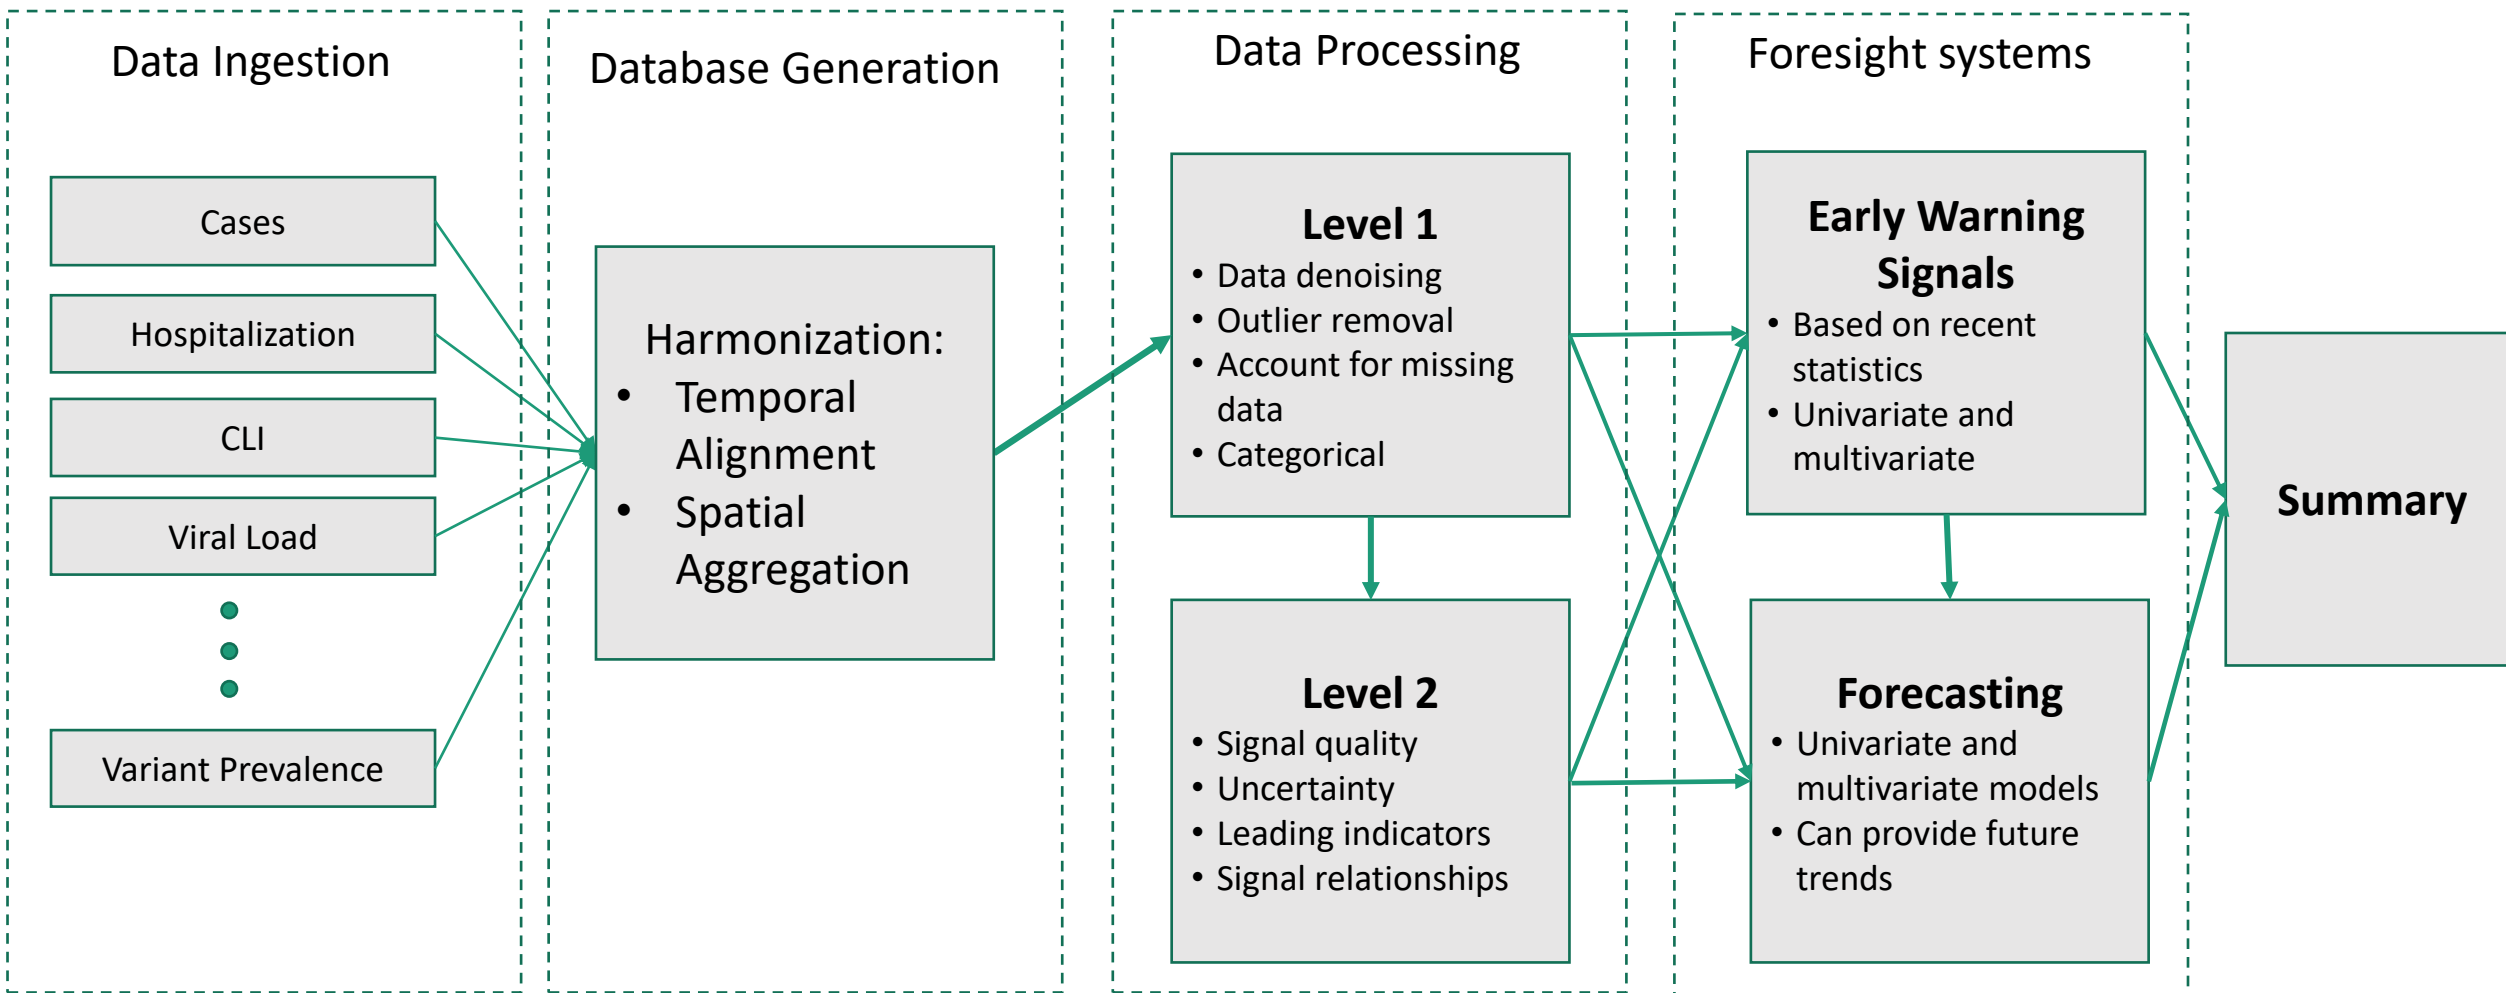 Data Ingestion
Cases
Hospitalization
CLI
Viral Load
Variant Prevalence
Database Generation
Harmonization:
• Temporal
Alignment
• Spatial
Aggregation
Data Processing
Level 1
• Data denoising
• Outlier removal
• Account for missing
data
• Categorical
Level 2
• Signal quality
• Uncertainty
• Leading indicators
• Signal relationships
Foresight systems
Early Warning
Signals
• Based on recent
statistics
• Univariate and
multivariate
Forecasting
• Univariate and
multivariate models
• Can provide future
trends
Summary